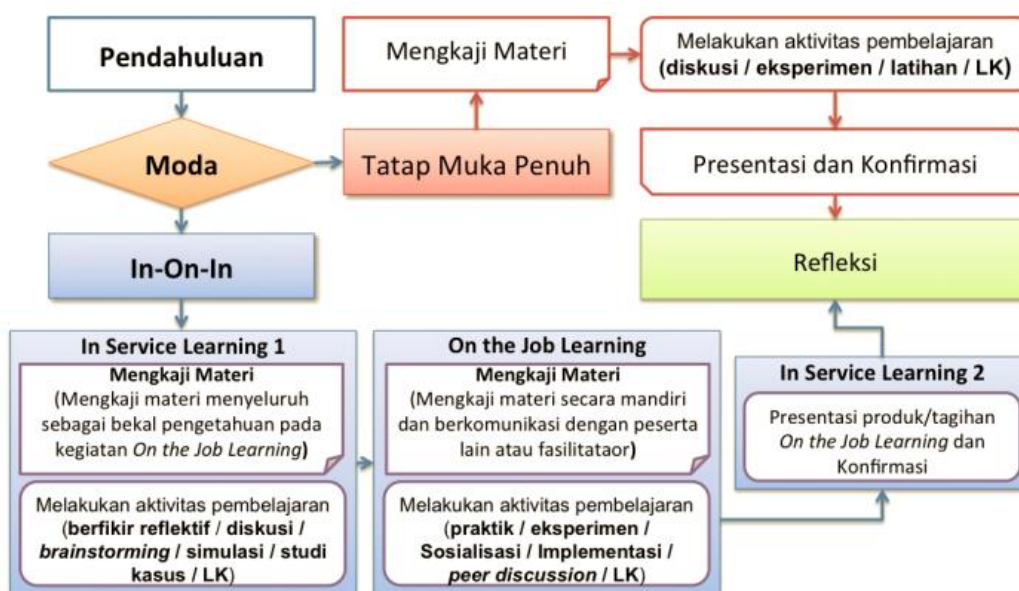 Pendahuluan
Moda
Tatap Muka Penuh
Mengkaji Materi
Melakukan aktivitas pembelajaran
(diskusi / eksperimen / latihan / LK)
Presentasi dan Konfirmasi
Refleksi
In-On-In
In Service Learning 1
Mengkaji Materi
(Mengkaji materi menyeluruh
sebagai bekal pengetahuan pada
kegiatan On the Job Learning)
Melakukan aktivitas pembelajaran
(berfikir reflektif / diskusi /
brainstorming / simulasi / studi
kasus / LK)
On the Job Learning
Mengkaji Materi
(Mengkaji materi secara mandiri
dan berkomunikasi dengan peserta
lain atau fasilitataor)
Melakukan aktivitas pembelajaran
(praktik / eksperimen /
Sosialisasi / Implementasi /
peer discussion / LK)
In Service Learning 2
Presentasi produk/tagihan
On the Job Learning dan
Konfirmasi